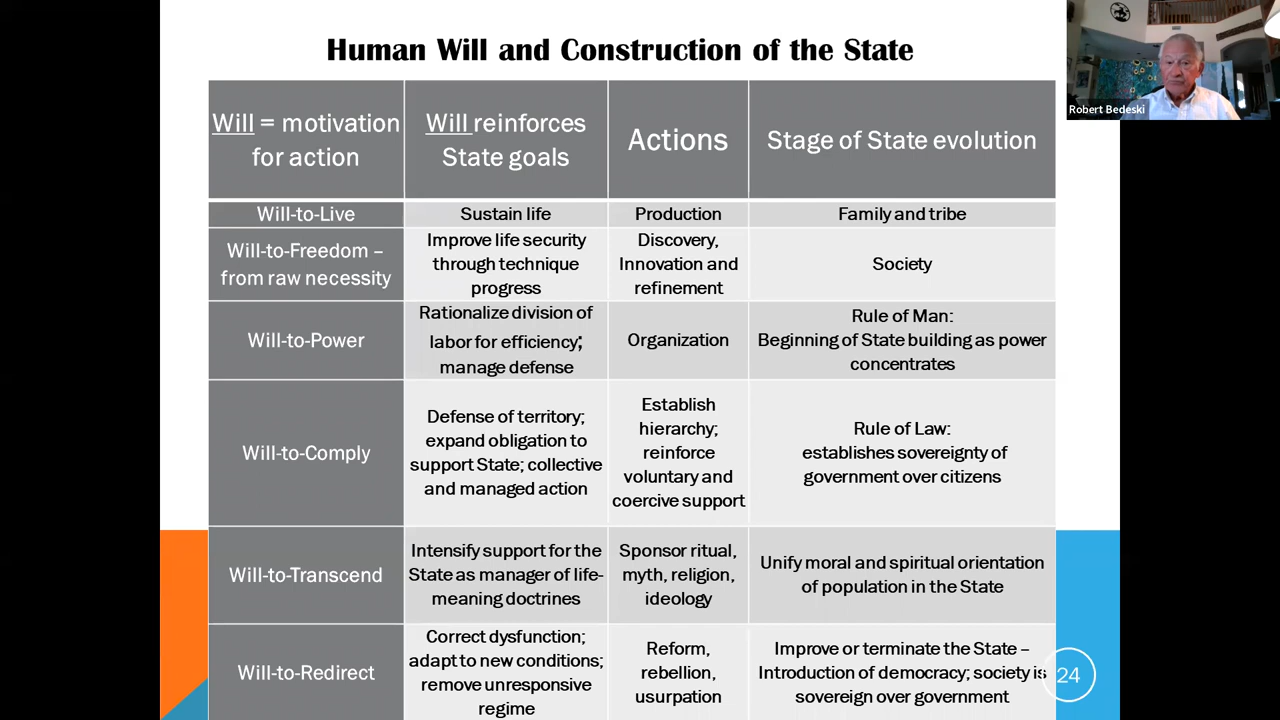 Human Will and Construction of the State
Robert Bedeski
Will = motivation
for action
Will reinforces
State goals
Actions
Stage of State evolution
Will-to-Live
Sustain life
Production
Family and tribe
Will-to-Freedom –
from raw necessity
Improve life security
through technique
progress
Discovery,
Innovation and
refinement
Society
Will-to-Power
Rationalize division of
labor for efficiency;
manage defense
Organization
Rule of Man:
Beginning of State building as power
concentrates
Will-to-Comply
Defense of territory;
expand obligation to
support State; collective
and managed action
Establish
hierarchy;
reinforce
voluntary and
coercive support
Rule of Law:
establishes sovereignty of
government over citizens
Will-to-Transcend
Intensify support for the
State as manager of life-
meaning doctrines
Sponsor ritual,
myth, religion,
ideology
Unify moral and spiritual orientation
of population in the State
Will-to-Redirect
Correct dysfunction;
adapt to new conditions;
remove unresponsive
regime
Reform,
rebellion,
usurpation
Improve or terminate the State –
Introduction of democracy; society is
sovereign over government
24